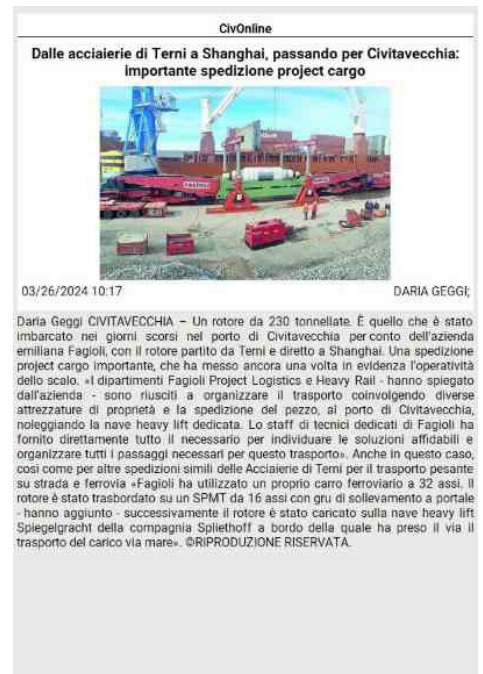 CivOnline
Dalle acciaierie di Terni a Shanghai, passando per Civitavecchia:
importante spedizione project cargo
FAGIOLI
03/26/2024 10:17
DARIA GEGGI;
Daria Geggi CIVITAVECCHIA – Un rotore da 230 tonnellate. È quello che è stato
imbarcato nei giorni scorsi nel porto di Civitavecchia per conto dell'azienda
emiliana Fagioli, con il rotore partito da Terni e diretto a Shanghai. Una spedizione
project cargo importante, che ha messo ancora una volta in evidenza l'operatività
dello scalo. «I dipartimenti Fagioli Project Logistics e Heavy Rail - hanno spiegato
dall'azienda - sono riusciti a organizzare il trasporto coinvolgendo diverse
attrezzature di proprietà e la spedizione del pezzo, al porto di Civitavecchia,
noleggiando la nave heavy lift dedicata. Lo staff di tecnici dedicati di Fagioli ha
fornito direttamente tutto il necessario per individuare le soluzioni affidabili e
organizzare tutti i passaggi necessari per questo trasporto». Anche in questo caso,
così come per altre spedizioni simili delle Acciaierie di Terni per il trasporto pesante
su strada e ferrovia «Fagioli ha utilizzato un proprio carro ferroviario a 32 assi. Il
rotore è stato trasbordato su un SPMT da 16 assi con gru di sollevamento a portale
- hanno aggiunto - successivamente il rotore è stato caricato sulla nave heavy lift
Spiegelgracht della compagnia Spliethoff a bordo della quale ha preso il via il
trasporto del carico via mare». ©RIPRODUZIONE RISERVATA.